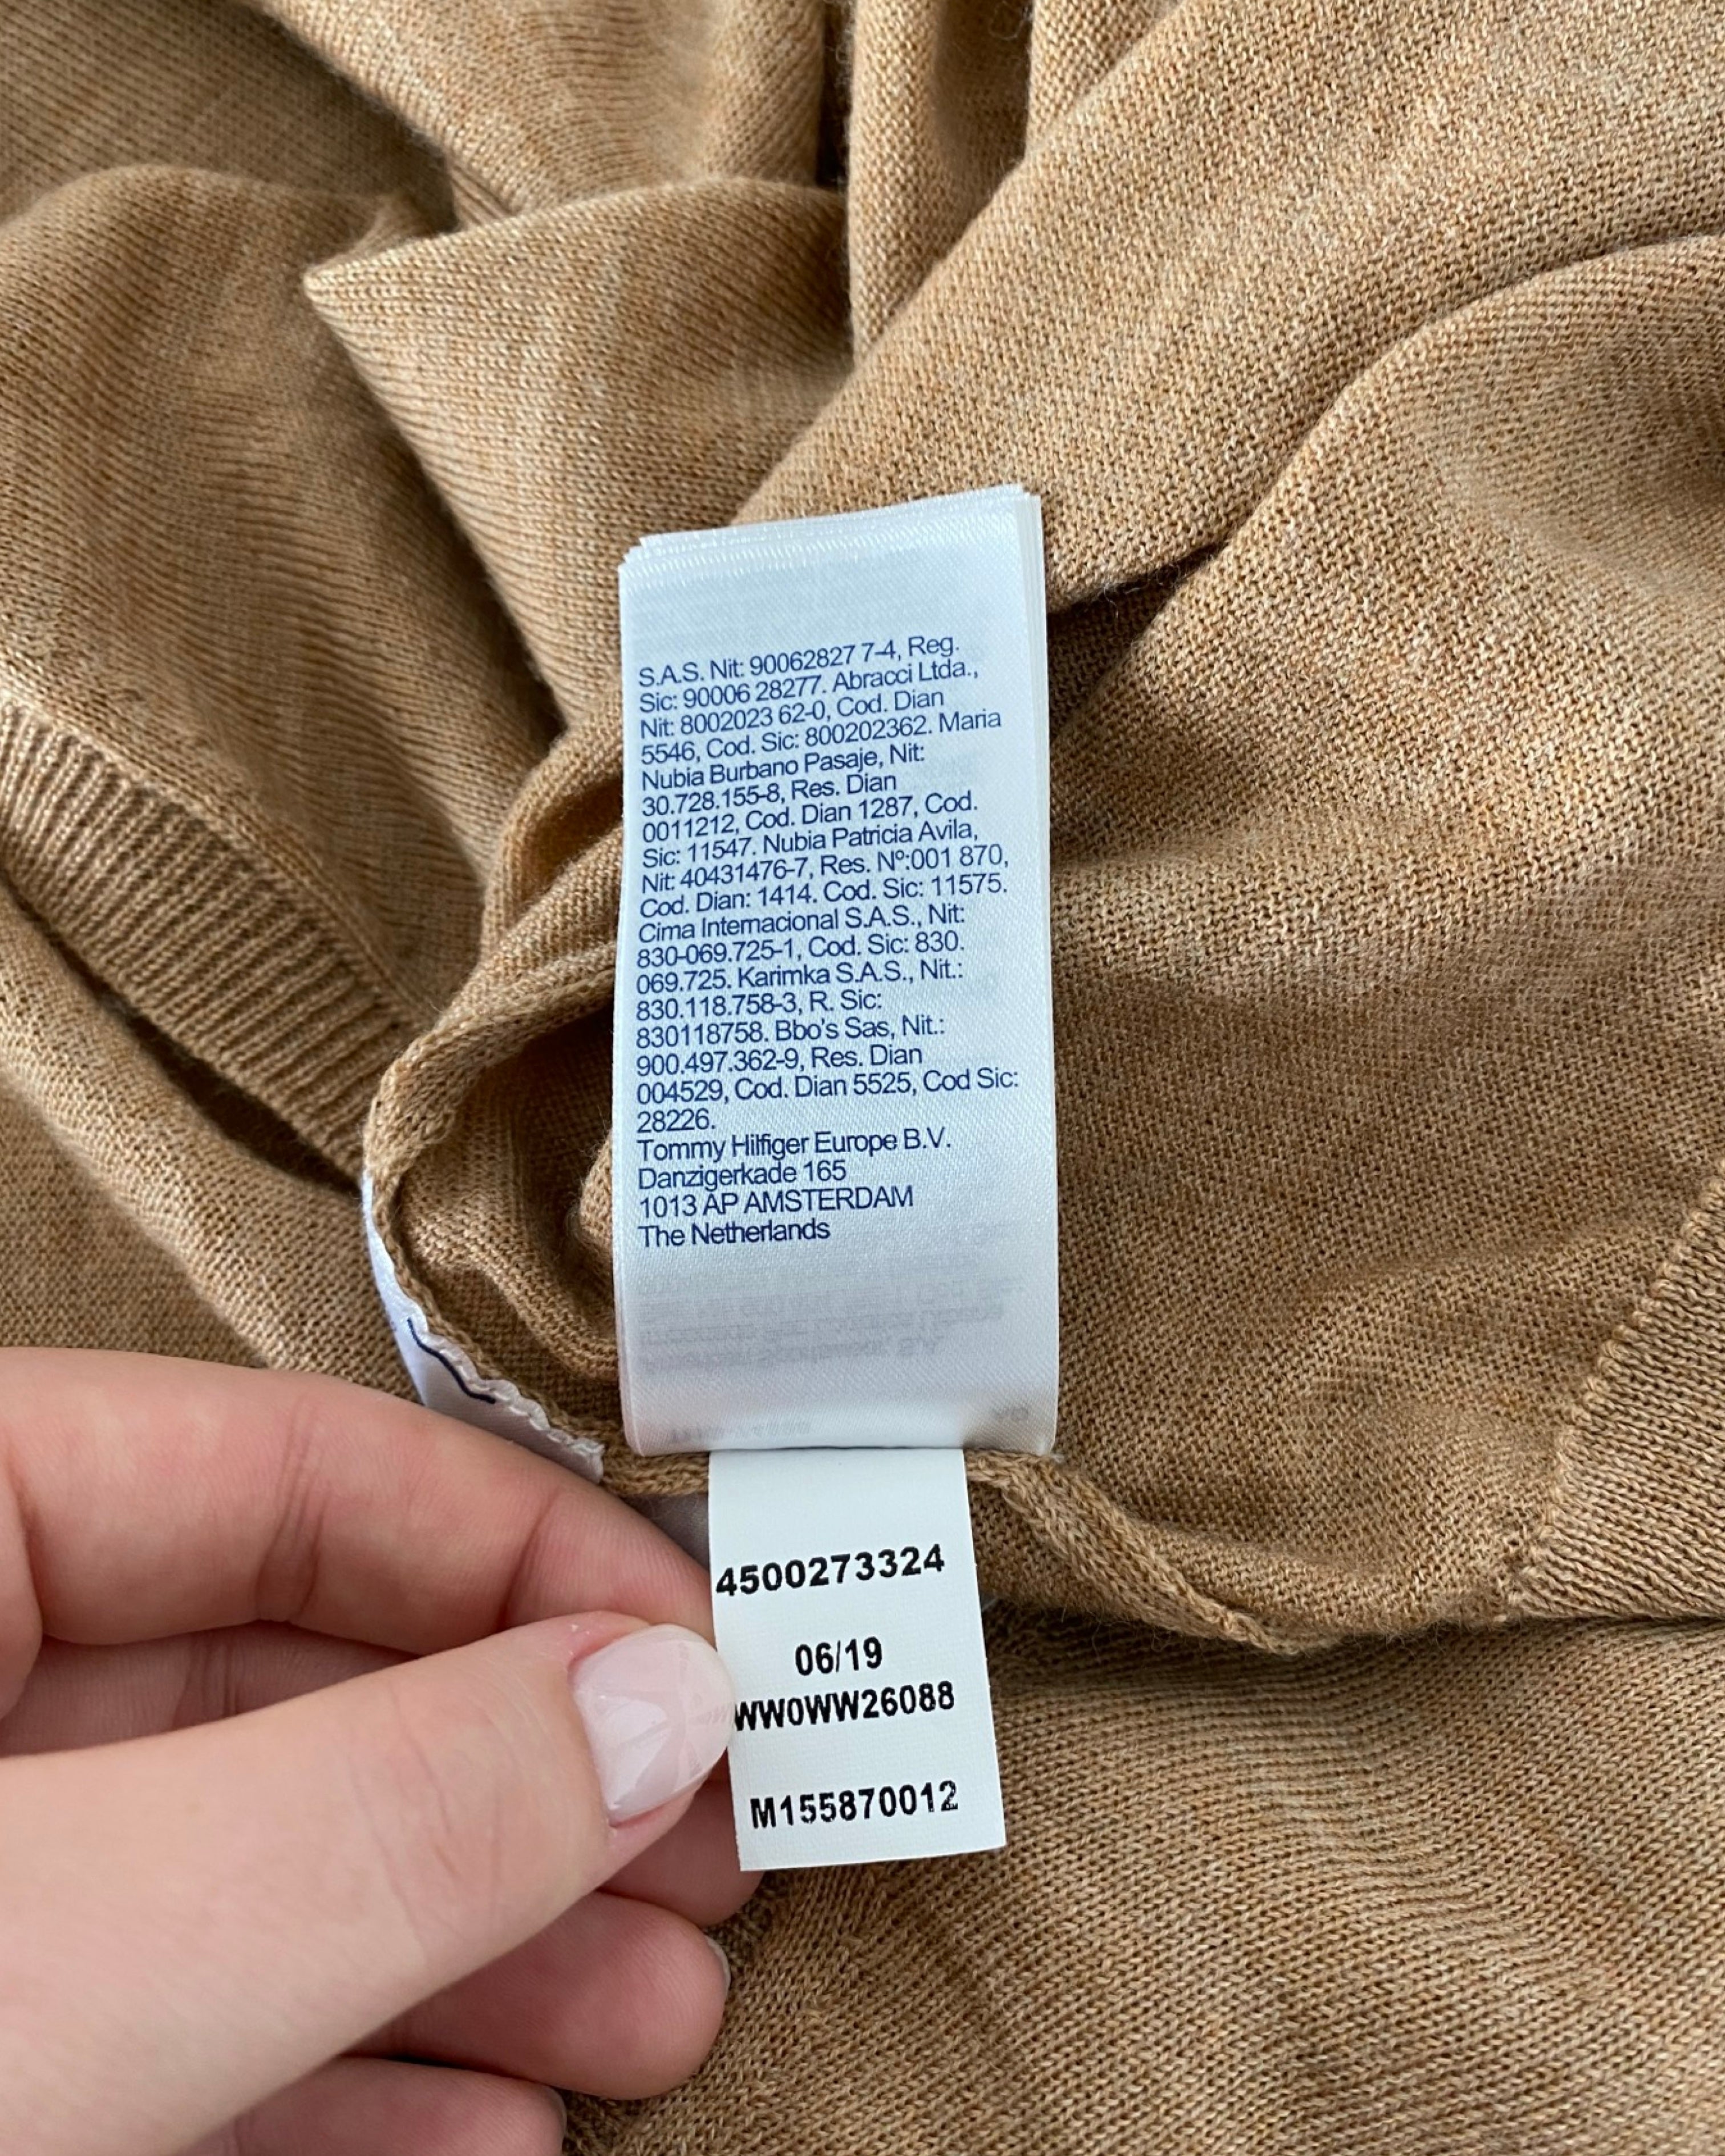 S.A.S. Nit: 90062827 7-4, Reg.
Sic: 90006 28277. Abracci Ltda.,
Nit: 8002023 62-0, Cod. Dian
5546, Cod. Sic: 800202362. Maria
Nubia Burbano Pasaje, Nit:
30.728.155-8, Res. Dian
0011212, Cod. Dian 1287, Cod.
Sic: 11547. Nubia Patricia Avila,
Nit: 40431476-7, Res. Nº:001 870,
Cod. Dian: 1414. Cod. Sic: 11575.
Cima Internacional S.A.S., Nit:
830-069.725-1, Cod. Sic: 830.
069.725. Karimka S.A.S., Nit.:
830.118.758-3, R. Sic:
830118758. Bbo's Sas, Nit.:
900.497.362-9, Res. Dian
004529, Cod. Dian 5525, Cod Sic:
28226.
Tommy Hilfiger Europe B.V.
Danzigerkade 165
1013 AP AMSTERDAM
The Netherlands
4500273324
06/19
WW0WW26088
M155870012